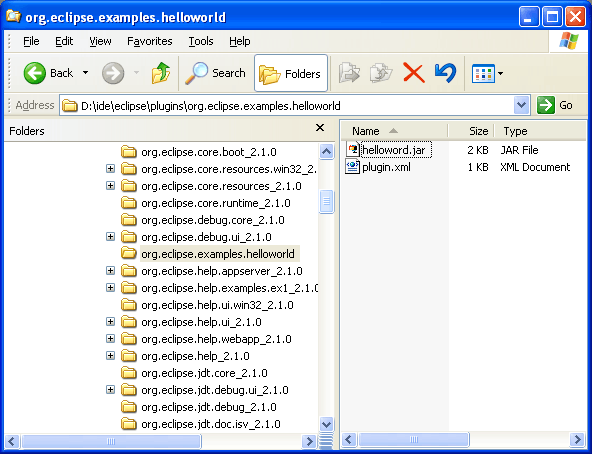 org.eclipse.examples.helloworld
File Edit View Favorites Tools Help
Back Search Folders
Address D:\ide\eclipse\plugins\org.eclipse.examples.helloworld Go
Folders
org.eclipse.core.boot_2.1.0
org.eclipse.core.resources.win32_2.
org.eclipse.core.resources_2.1.0
org.eclipse.core.runtime_2.1.0
org.eclipse.debug.core_2.1.0
org.eclipse.debug.ui_2.1.0
org.eclipse.examples.helloworld
org.eclipse.help.appserver_2.1.0
org.eclipse.help.examples.ex1_2.1.0
org.eclipse.help.ui.win32_2.1.0
org.eclipse.help.ui_2.1.0
org.eclipse.help.webapp_2.1.0
org.eclipse.help_2.1.0
org.eclipse.jdt.core_2.1.0
org.eclipse.jdt.debug.ui_2.1.0
org.eclipse.jdt.debug_2.1.0
org.eclipse.jdt.doc.isv_2.1.0
Name Size Type
helloword.jar 2 KB JAR File
plugin.xml 1 KB XML Document